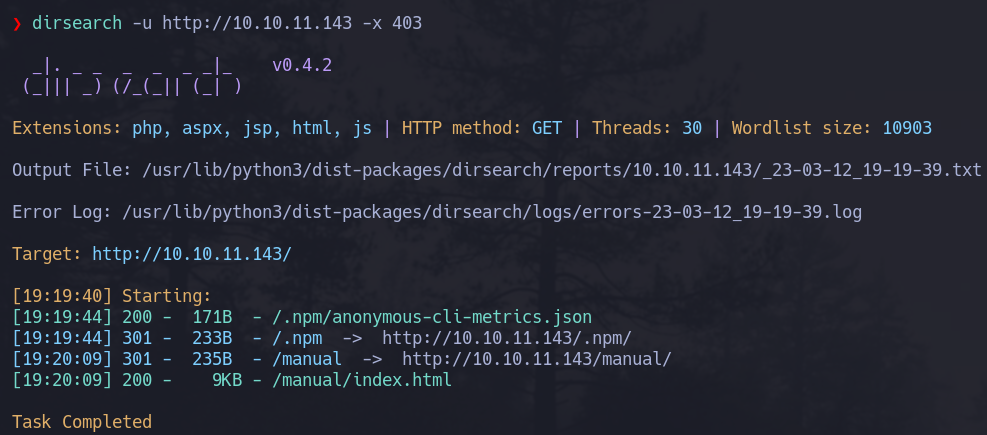 ❯ dirsearch -u http://10.10.11.143 -x 403
  _|. _ _  _  _  _ _|_    v0.4.2
 (_||| _) (/_(_|| (_| )
Extensions: php, aspx, jsp, html, js | HTTP method: GET | Threads: 30 | Wordlist size: 10903
Output File: /usr/lib/python3/dist-packages/dirsearch/reports/10.10.11.143/_23-03-12_19-19-39.txt
Error Log: /usr/lib/python3/dist-packages/dirsearch/logs/errors-23-03-12_19-19-39.log
Target: http://10.10.11.143/
[19:19:40] Starting:
[19:19:44] 200 -  171B  - /.npm/anonymous-cli-metrics.json
[19:19:44] 301 -  233B  - /.npm  ->  http://10.10.11.143/.npm/
[19:20:09] 301 -  235B  - /manual  ->  http://10.10.11.143/manual/
[19:20:09] 200 -    9KB - /manual/index.html
Task Completed